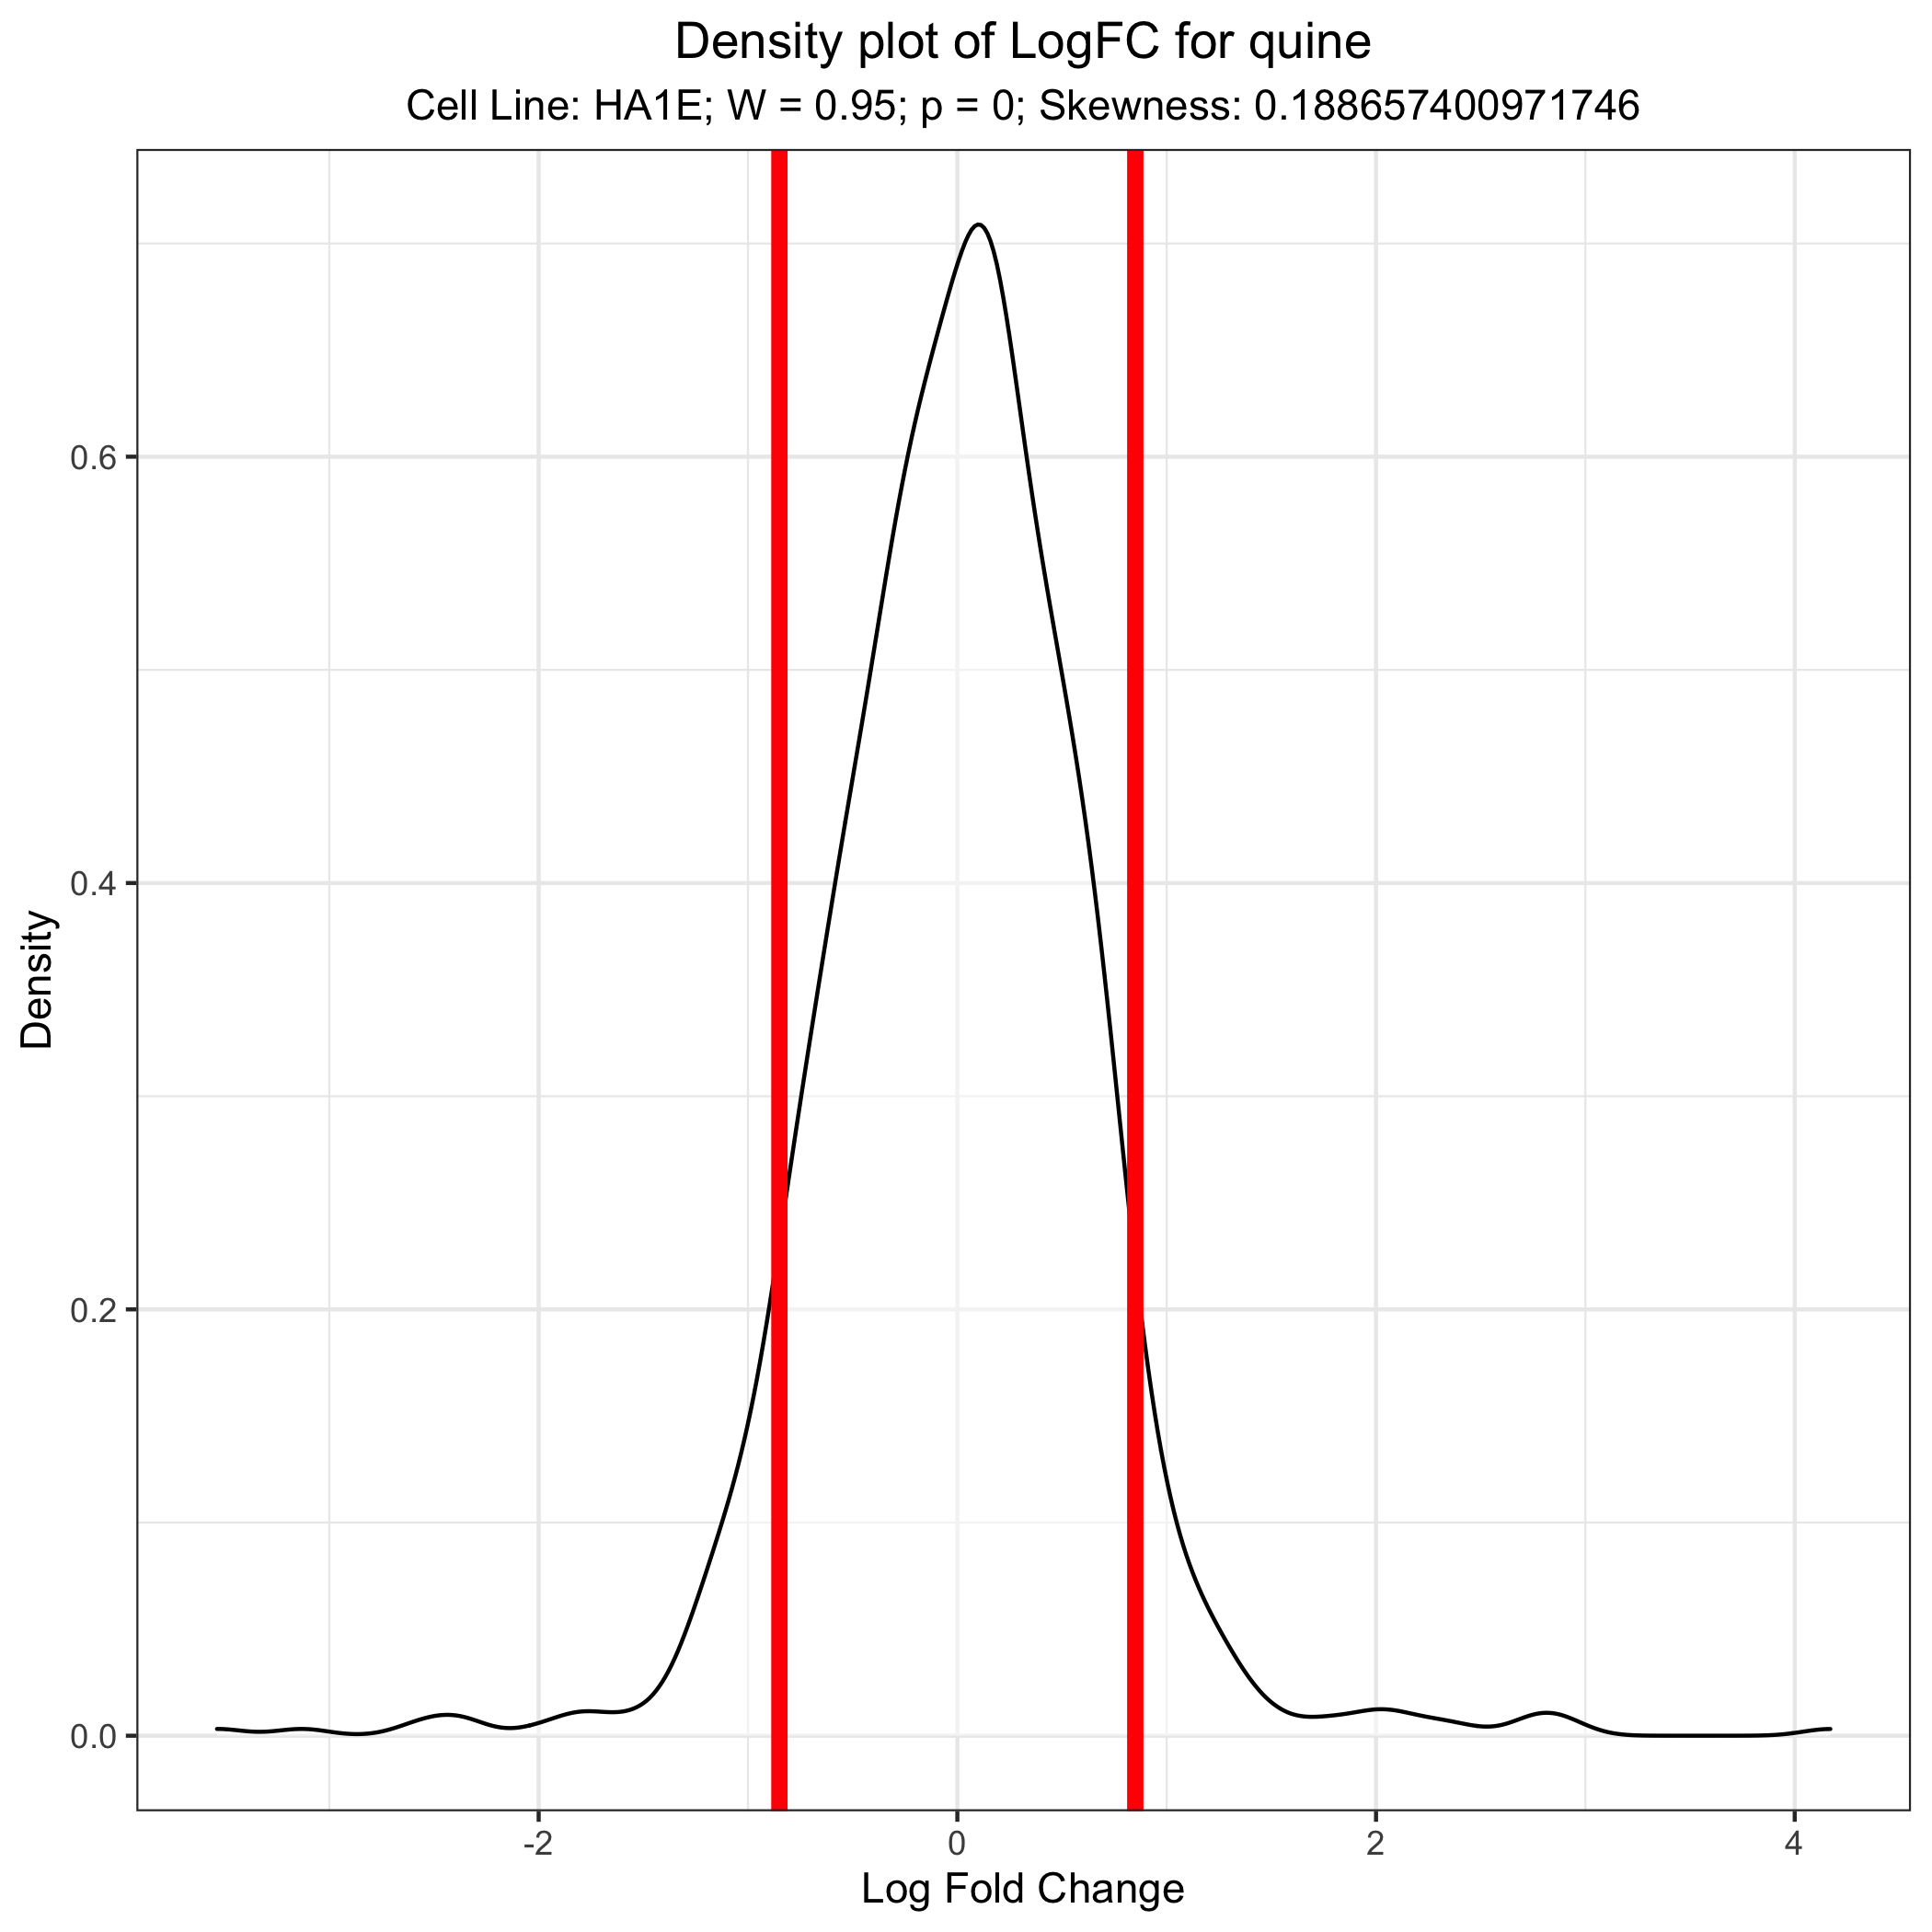 Density plot of LogFC for quine
Cell Line: HA1E; W = 0.95; p = 0; Skewness: 0.188657400971746
0.6
0.4
0.2
0.0
Density
-2
0
2
4
Log Fold Change